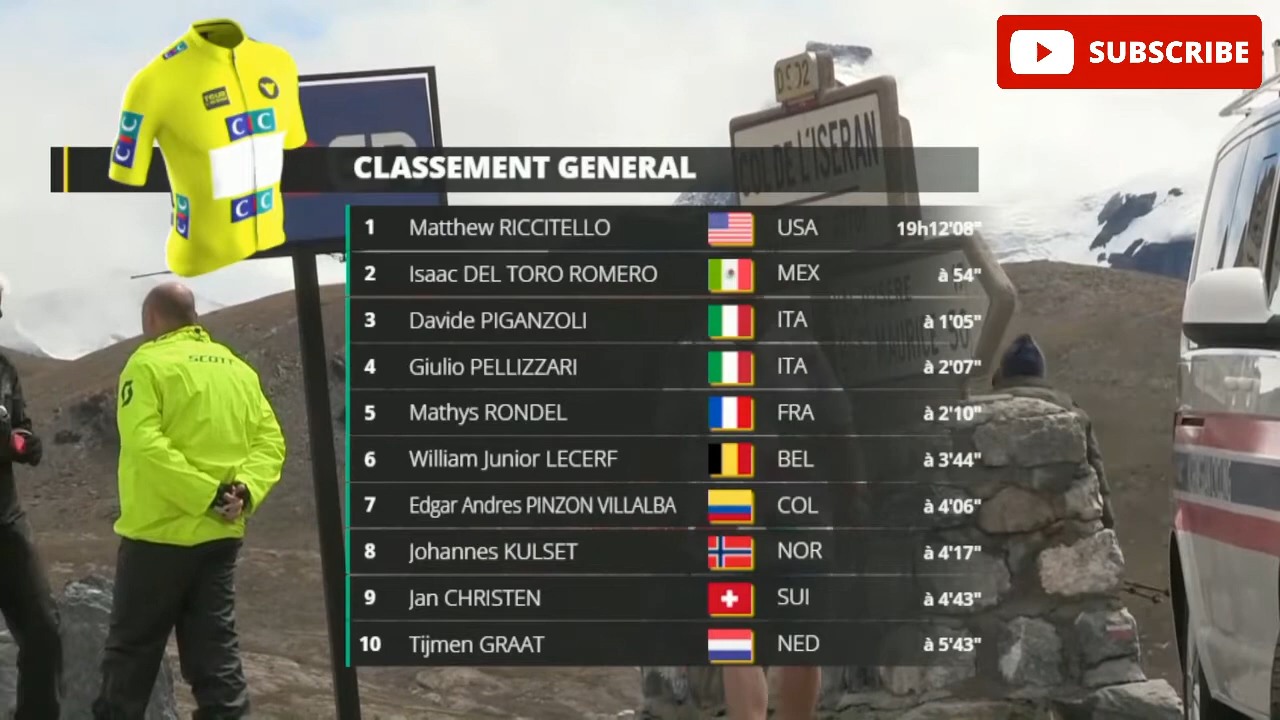 SUBSCRIBE
D902
COL DE L'ISERAN
CIC
CIC
CLASSEMENT GENERAL
1 Matthew RICCITELLO USA 19h12'08"
2 Isaac DEL TORO ROMERO MEX à 54"
3 Davide PIGANZOLI ITA à 1'05"
4 Giulio PELLIZZARI ITA à 2'07"
5 Mathys RONDEL FRA à 2'10"
6 William Junior LECERF BEL à 3'44"
7 Edgar Andres PINZON VILLALBA COL à 4'06"
8 Johannes KULSET NOR à 4'17"
9 Jan CHRISTEN SUI à 4'43"
10 Tijmen GRAAT NED à 5'43"
SCOTT